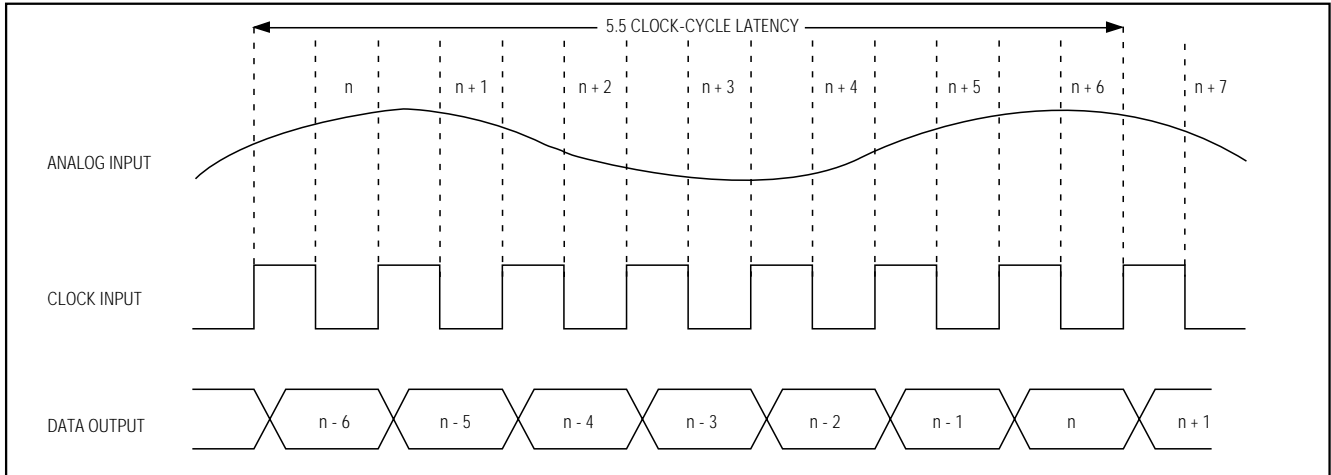 5.5 CLOCK-CYCLE LATENCY
n n + 1 n + 2 n + 3 n + 4 n + 5 n + 6 n + 7
ANALOG INPUT
CLOCK INPUT
DATA OUTPUT n - 6 n - 5 n - 4 n - 3 n - 2 n - 1 n n + 1